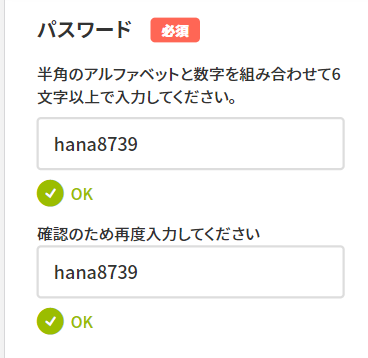 パスワード 必須
半角のアルファベットと数字を組み合わせて6
文字以上で入力してください。
hana8739
OK
確認のため再度入力してください
hana8739
OK